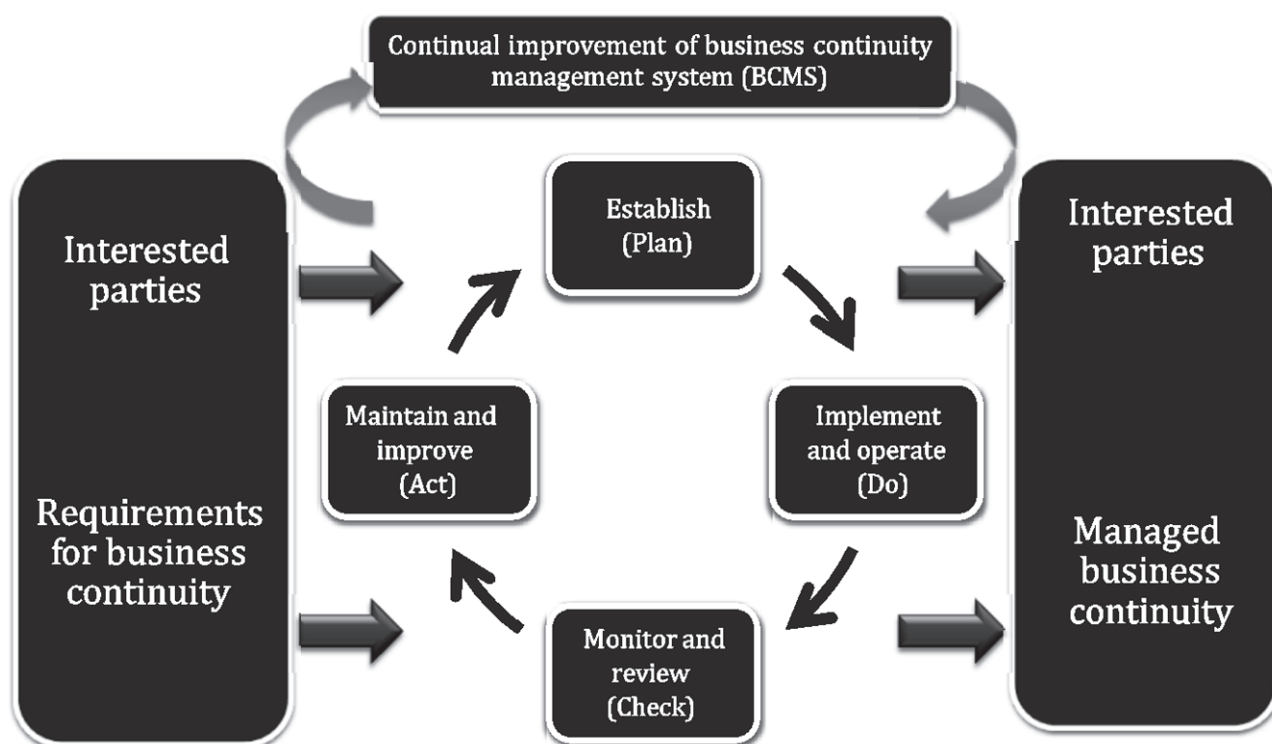 Continual improvement of business continuity
management system (BCMS)
Interested
parties
Requirements
for business
continuity
Establish
(Plan)
Maintain and
improve
(Act)
Implement
and operate
(Do)
Monitor and
review
(Check)
Interested
parties
Managed
business
continuity